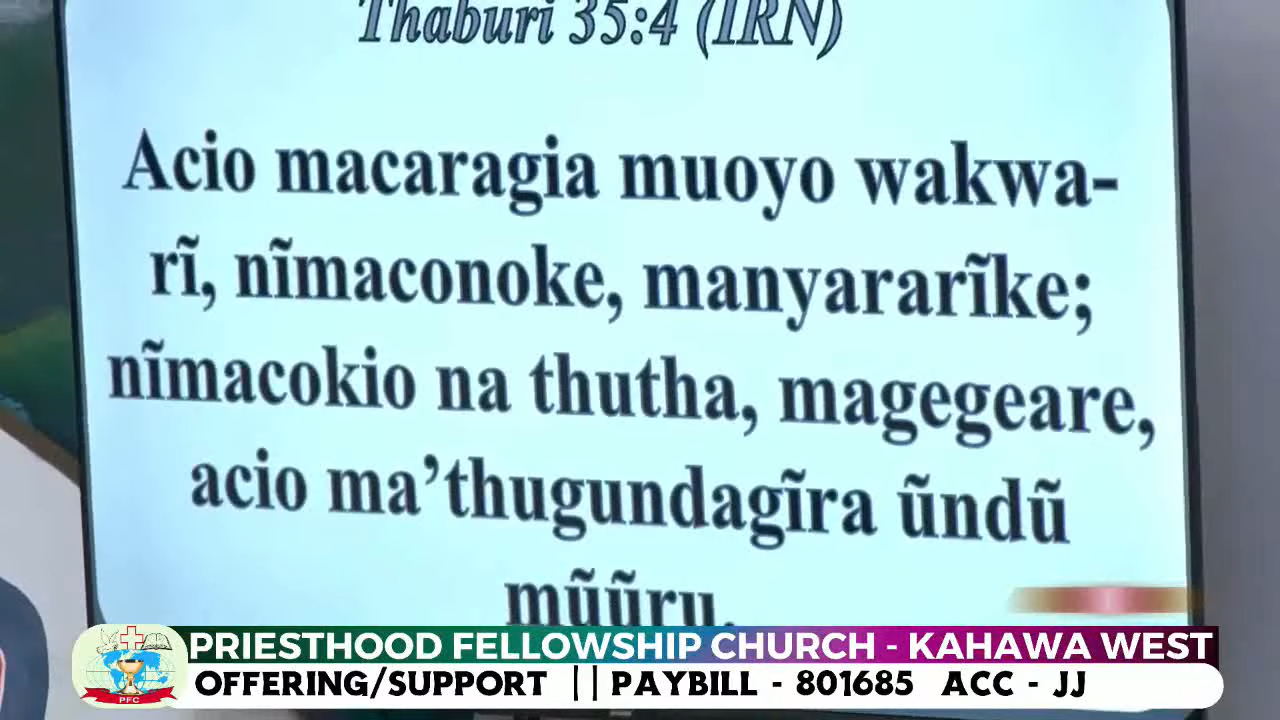 Thaburi 35:4 (IRN)
Acio macaragia muoyo wakwa-
rĩ, nĩmaconoke, manyararĩke;
nĩmacokio na thutha, magegeare,
acio ma’thugundagĩra ũndũ
mũũru.
PRIESTHOOD FELLOWSHIP CHURCH - KAHAWA WEST
OFFERING/SUPPORT || PAYBILL - 801685 ACC - JJ
PFC